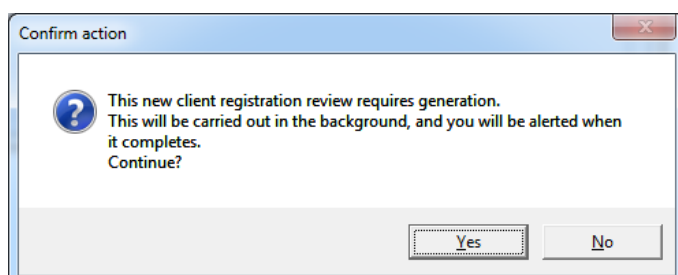 Confirm action
This new client registration review requires generation.
This will be carried out in the background, and you will be alerted when
it completes.
Continue?
Yes
No